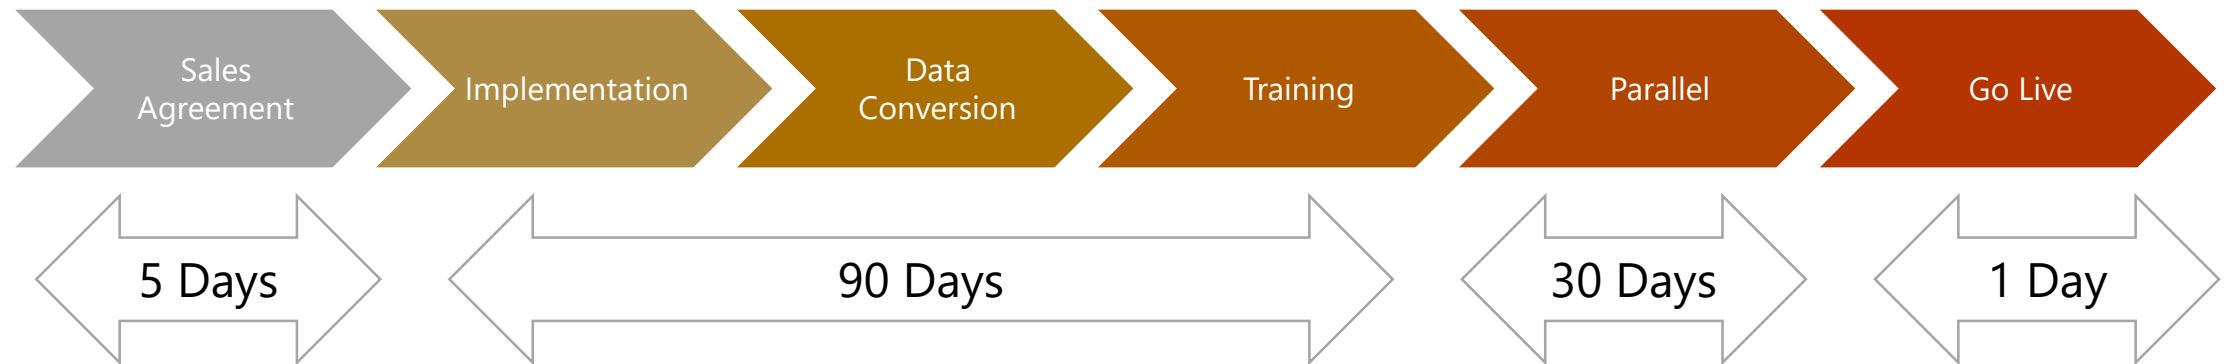 Sales
Agreement
Implementation
Data
Conversion
Training
Parallel
Go Live
5 Days
90 Days
30 Days
1 Day